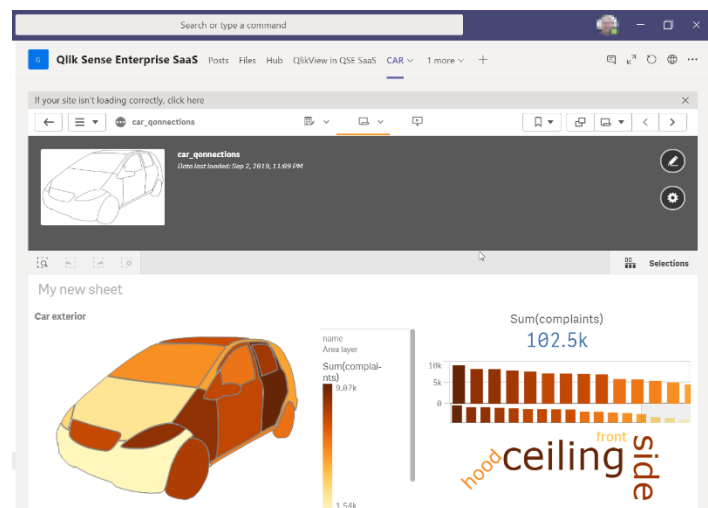 Search or type a command
G Qlik Sense Enterprise SaaS Posts Files Hub QlikView in QSE SaaS CAR 1 more
If your site isn't loading correctly, click here
car_qonnections
car_qonnections
Data last loaded: Sep 2, 2019, 11:09 PM
Selections
My new sheet
Car exterior
name
Area layer
Sum(complai-
nts)
9.07k
1.54k
Sum(complaints)
102.5k
10k
5k
0
hood
ceiling
front
side